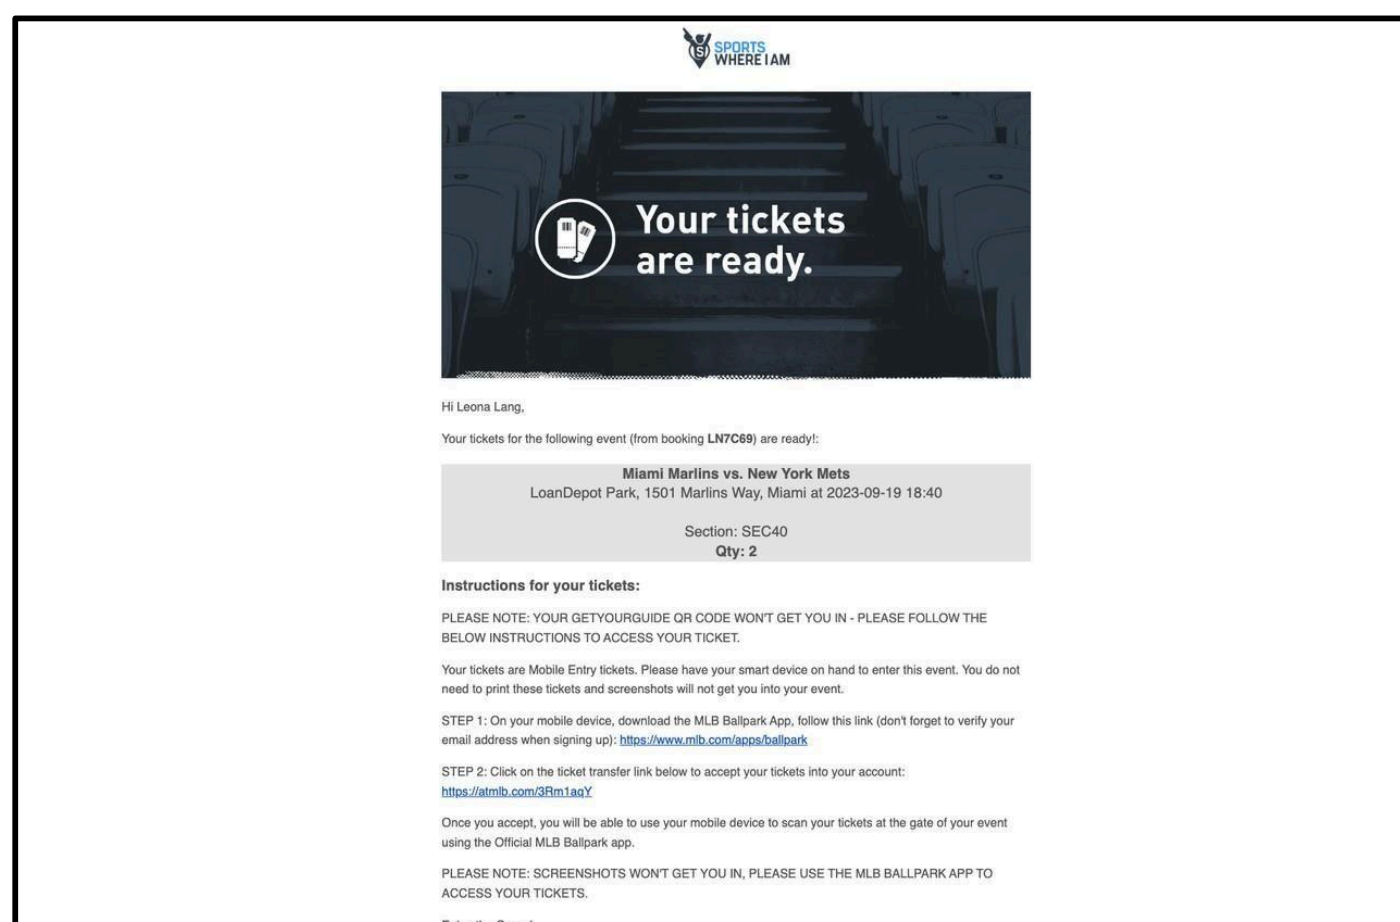 SPORTS
WHERE I AM
Your tickets
are ready.
Hi Leona Lang,
Your tickets for the following event (from booking LN7C69) are ready!:
Miami Marlins vs. New York Mets
LoanDepot Park, 1501 Marlins Way, Miami at 2023-09-19 18:40
Section: SEC40
Qty: 2
Instructions for your tickets:
PLEASE NOTE: YOUR GETYOURGUIDE QR CODE WON'T GET YOU IN - PLEASE FOLLOW THE
BELOW INSTRUCTIONS TO ACCESS YOUR TICKET.
Your tickets are Mobile Entry tickets. Please have your smart device on hand to enter this event. You do not
need to print these tickets and screenshots will not get you into your event.
STEP 1: On your mobile device, download the MLB Ballpark App, follow this link (don't forget to verify your
email address when signing up): https://www.mlb.com/apps/ballpark
STEP 2: Click on the ticket transfer link below to accept your tickets into your account:
https://atmlb.com/3Rm1aqY
Once you accept, you will be able to use your mobile device to scan your tickets at the gate of your event
using the Official MLB Ballpark app.
PLEASE NOTE: SCREENSHOTS WON'T GET YOU IN, PLEASE USE THE MLB BALLPARK APP TO
ACCESS YOUR TICKETS.